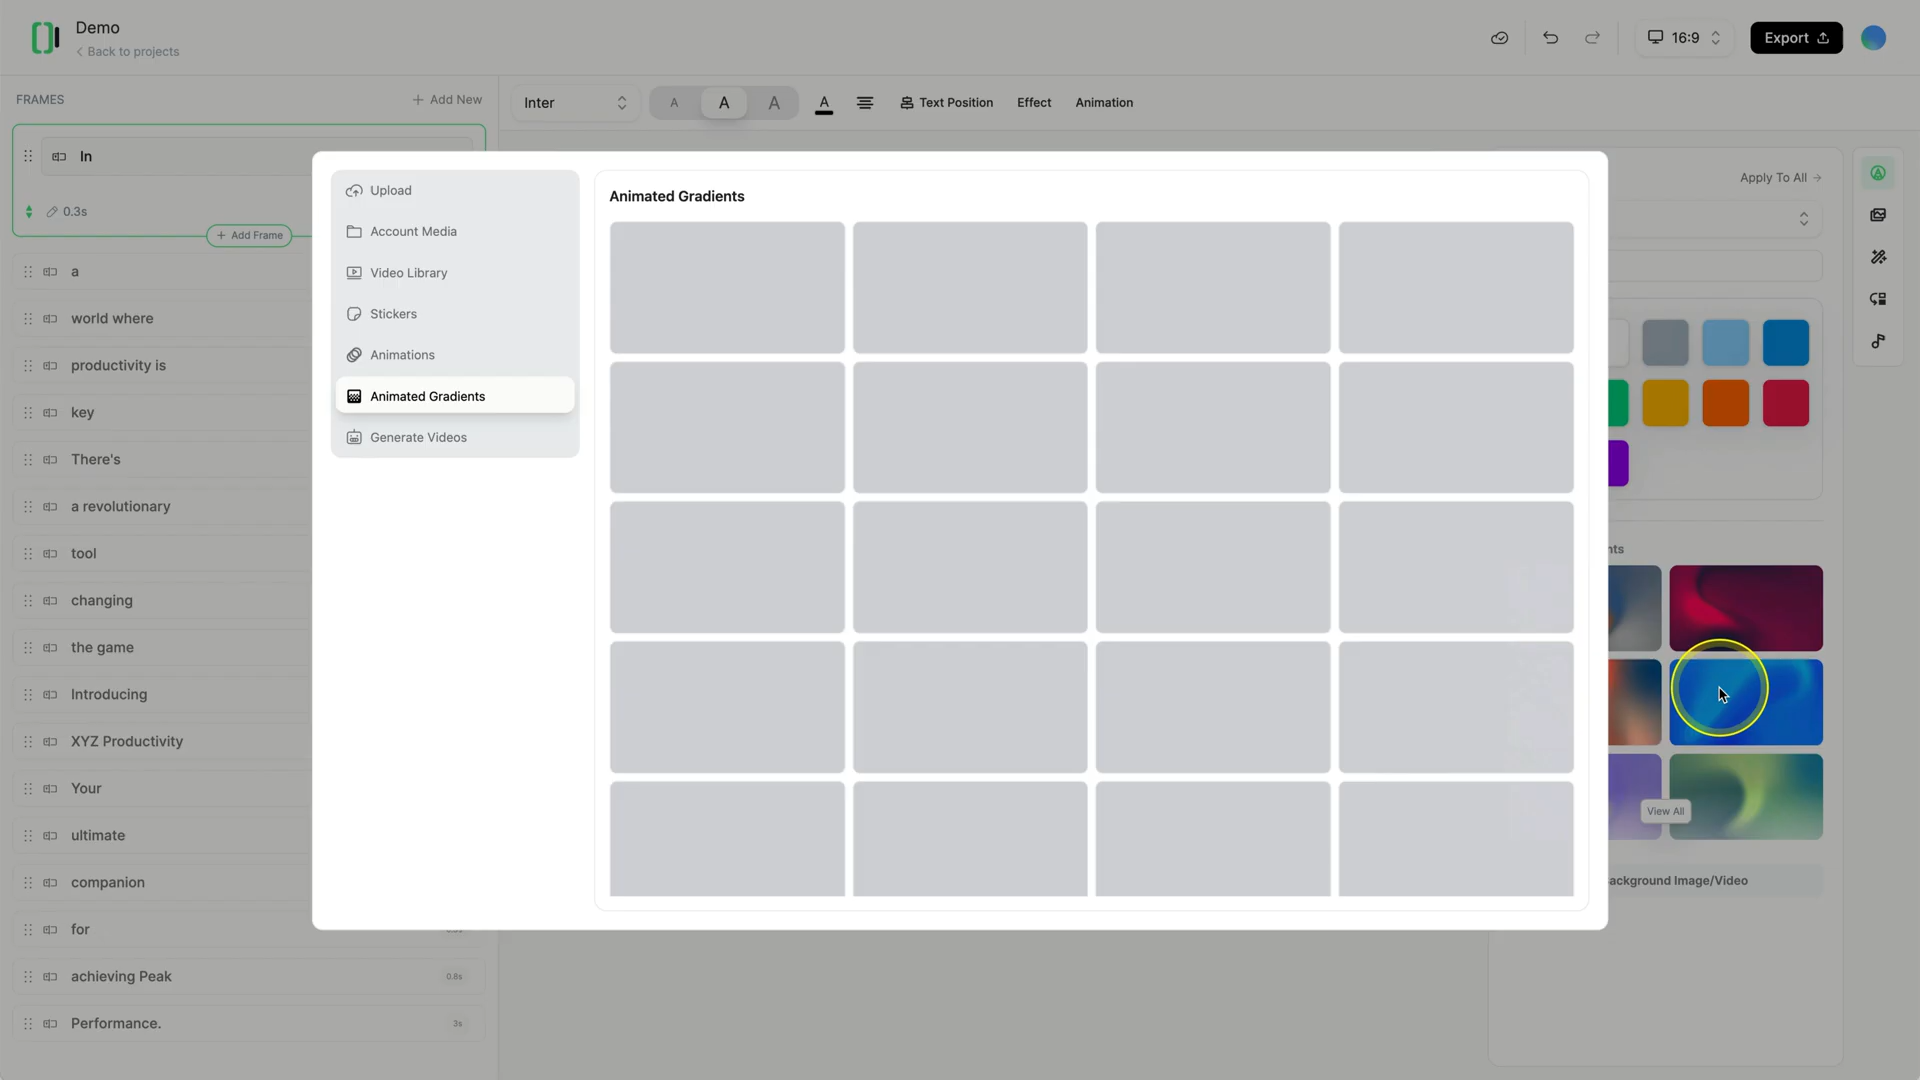 Demo
Back to projects
16:9
Export
FRAMES
Add New
Inter
A
A
A
A
Text Position
Effect
Animation
In
0.3s
Add Frame
a
world where
productivity is
key
There's
a revolutionary
tool
changing
the game
Introducing
XYZ Productivity
Your
ultimate
companion
for
achieving Peak
0.8s
Performance.
3s
Upload
Account Media
Video Library
Stickers
Animations
Animated Gradients
Generate Videos
Animated Gradients
Apply To All
nts
View All
ackground Image/Video